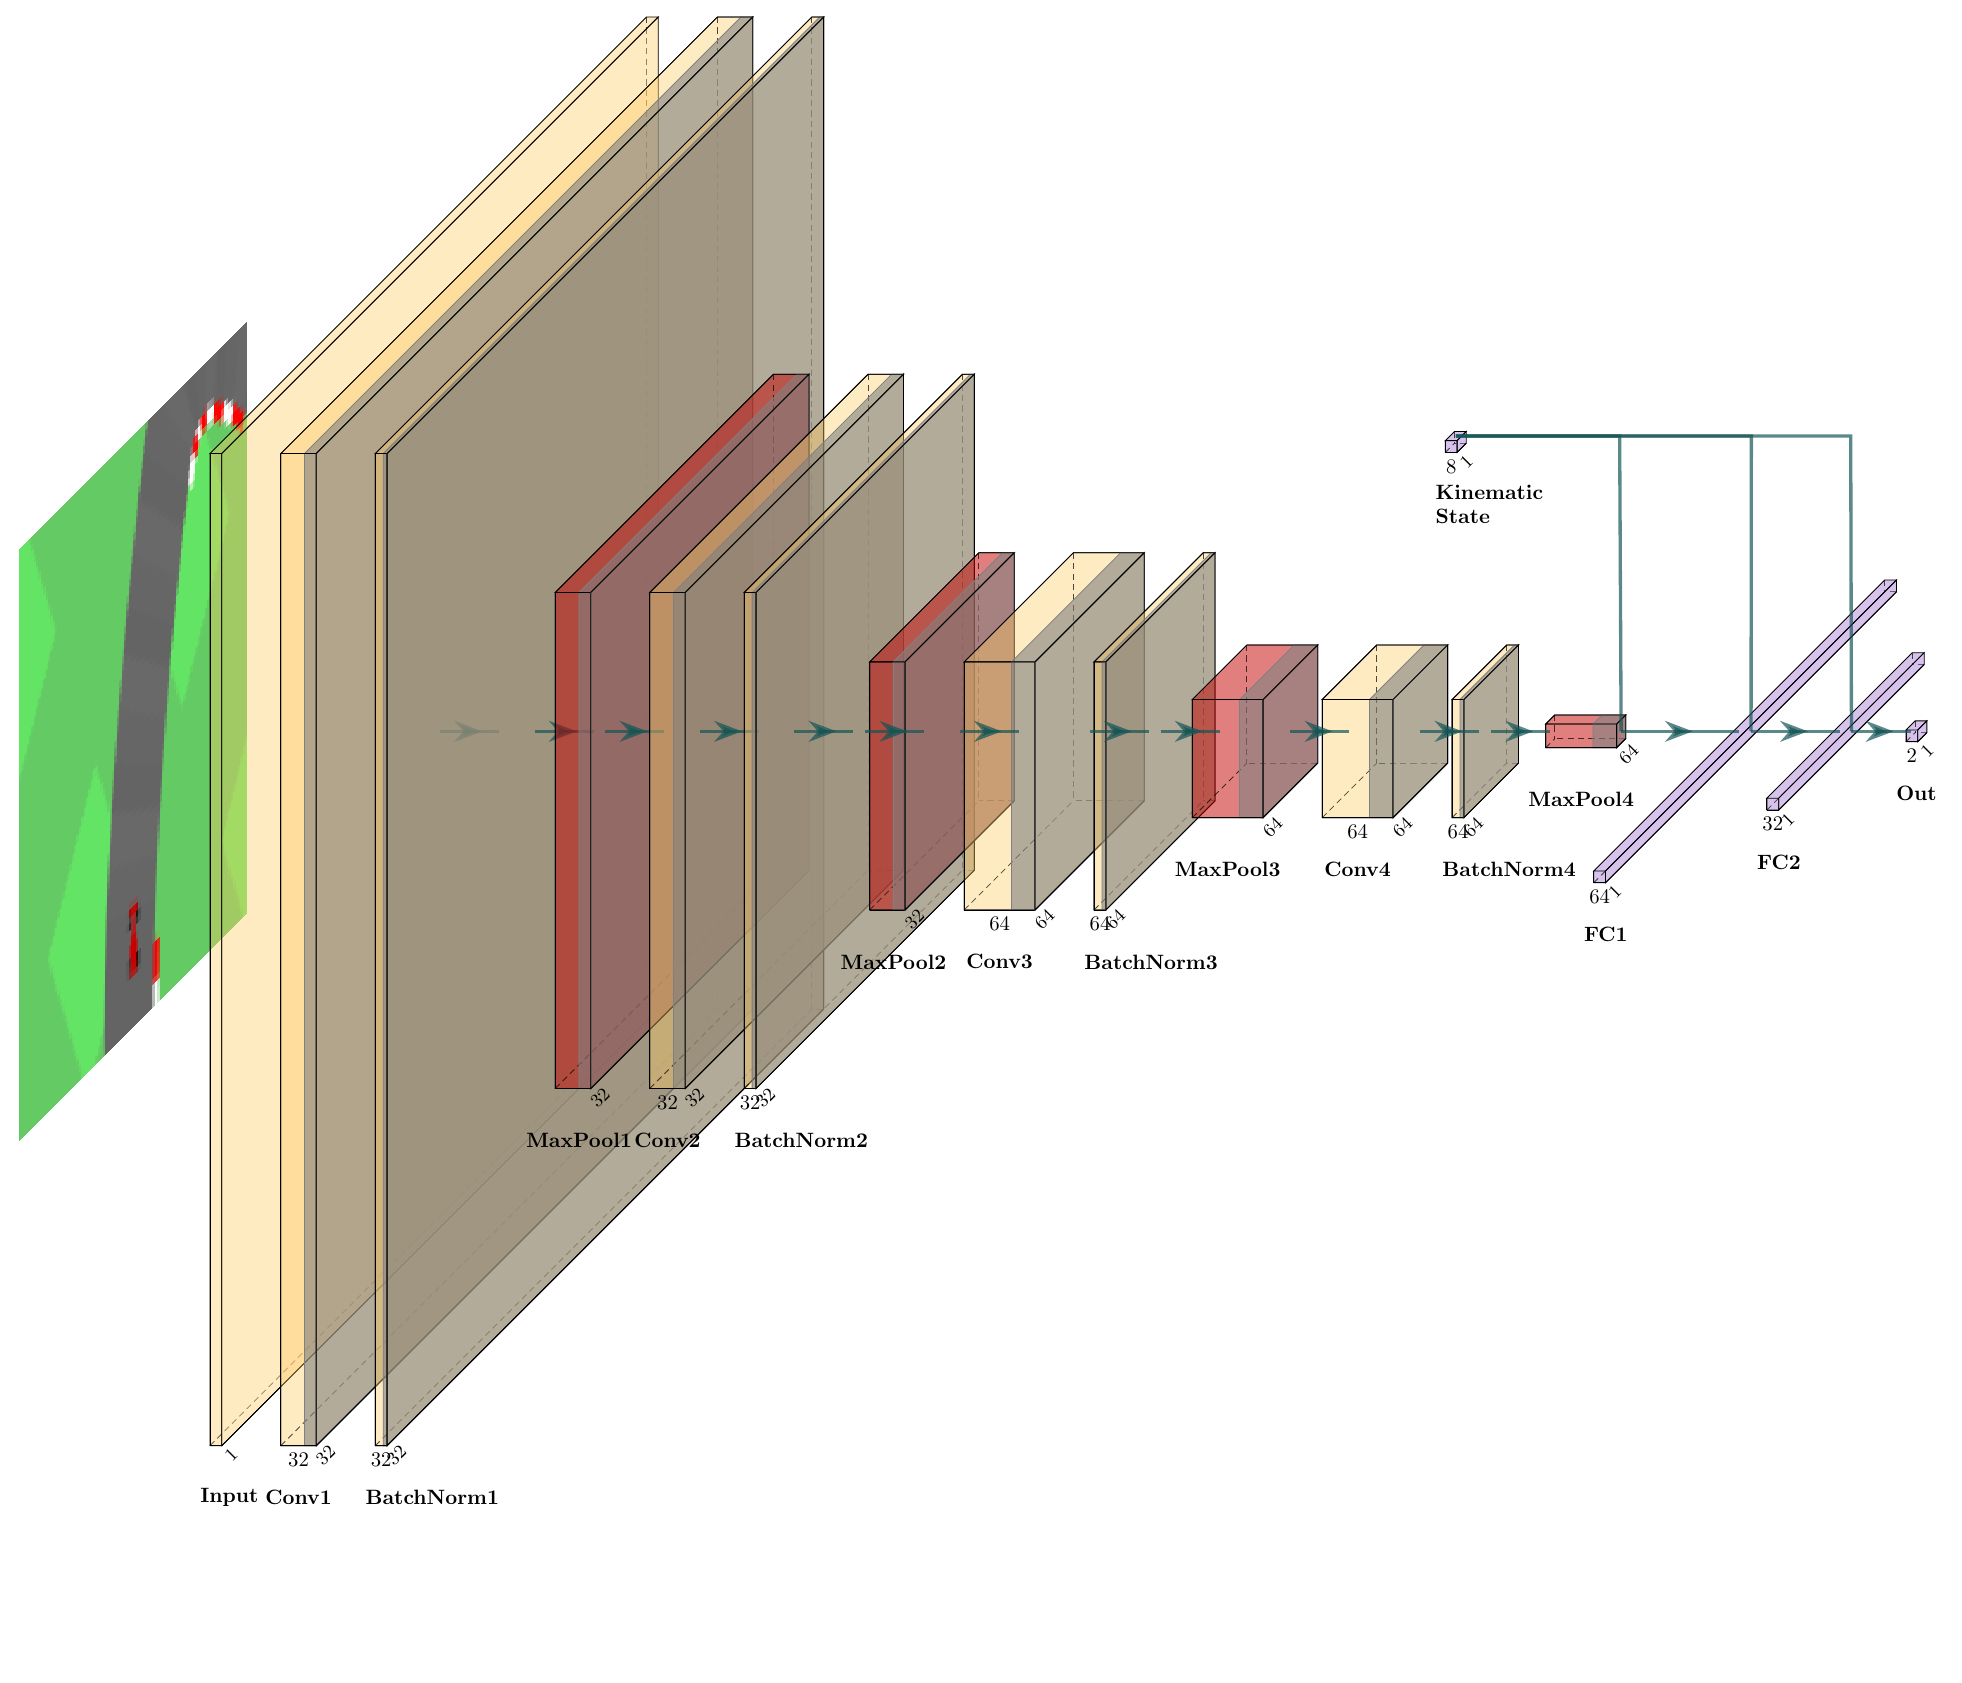 8 1
Kinematic
State
64
MaxPool4
2 1
Out
32 1
FC2
64 1
FC1
64
MaxPool3
64 64
Conv4
64 64
BatchNorm4
32
MaxPool2
64 64
Conv3
64 64
BatchNorm3
32
MaxPool1
32 32
Conv2
32 32
BatchNorm2
1
Input
32 32
Conv1
32 32
BatchNorm1